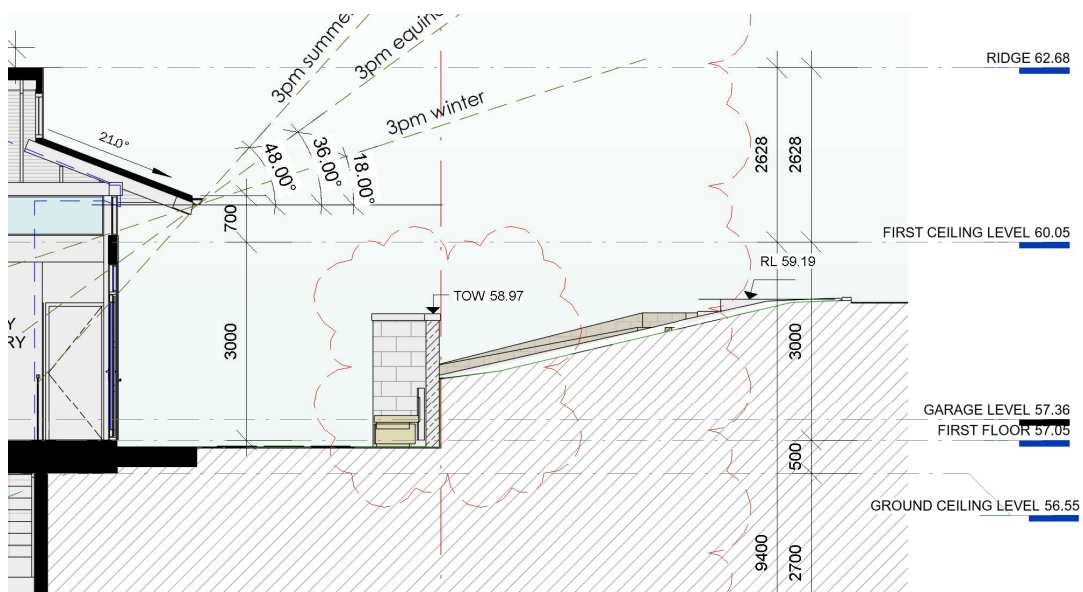 3pm summer
3pm equin
RIDGE 62.68
3pm winter
21.0°
48.00°
36.00°
18.00°
2628
2628
700
FIRST CEILING LEVEL 60.05
RL 59.19
TOW 58.97
3000
3000
Y
RY
GARAGE LEVEL 57.36
FIRST FLOOR 57.05
500
GROUND CEILING LEVEL 56.55
9400
2700